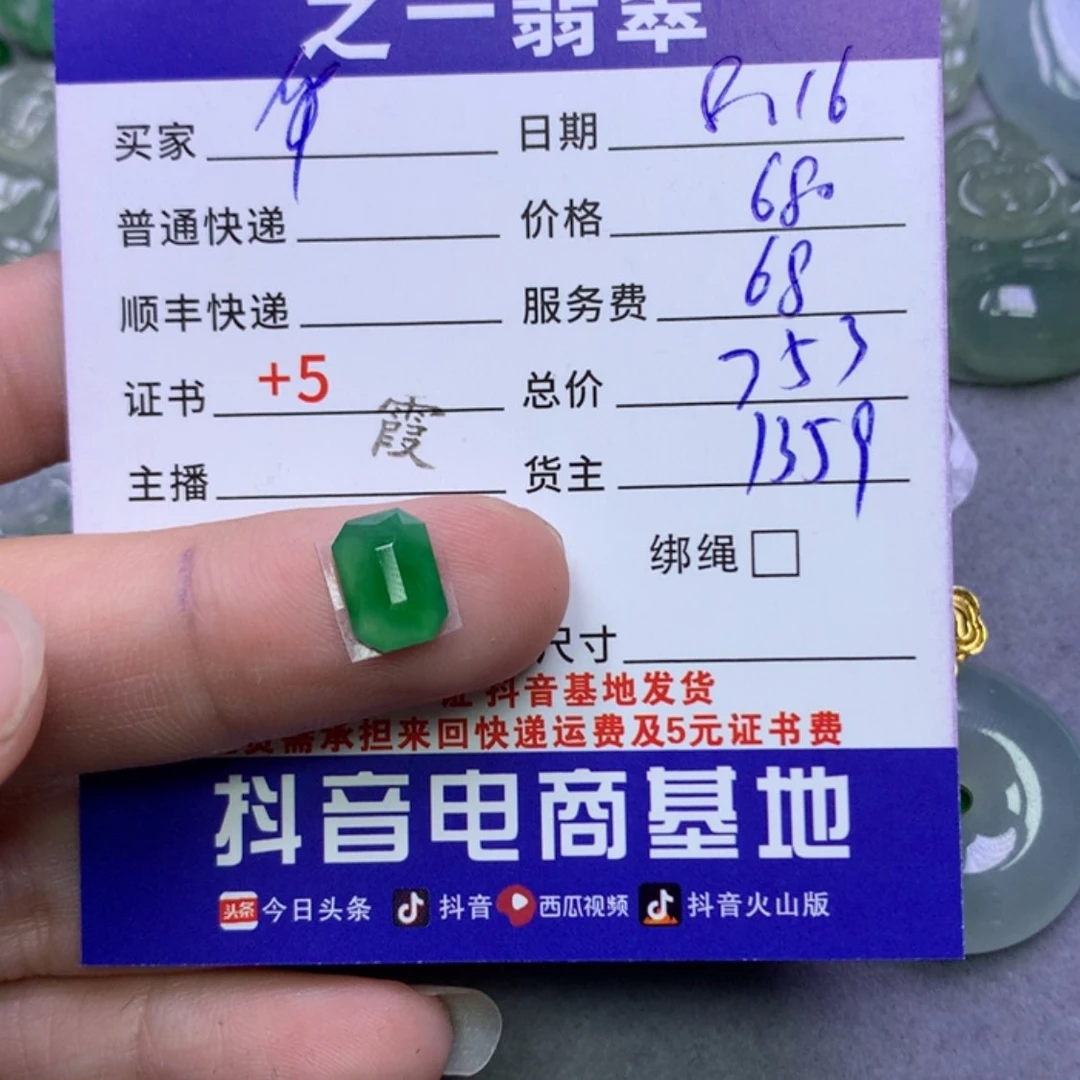 之一翡翠
买家 日期 8.16
普通快递 价格 680
顺丰快递 服务费 68
证书 +5 总价 753
主播 霞 货主 1359
绑绳
尺寸
抖音基地发货
需承担来回快递运费及5元证书费
抖音电商基地
头条 今日头条 抖音 西瓜视频 抖音火山版